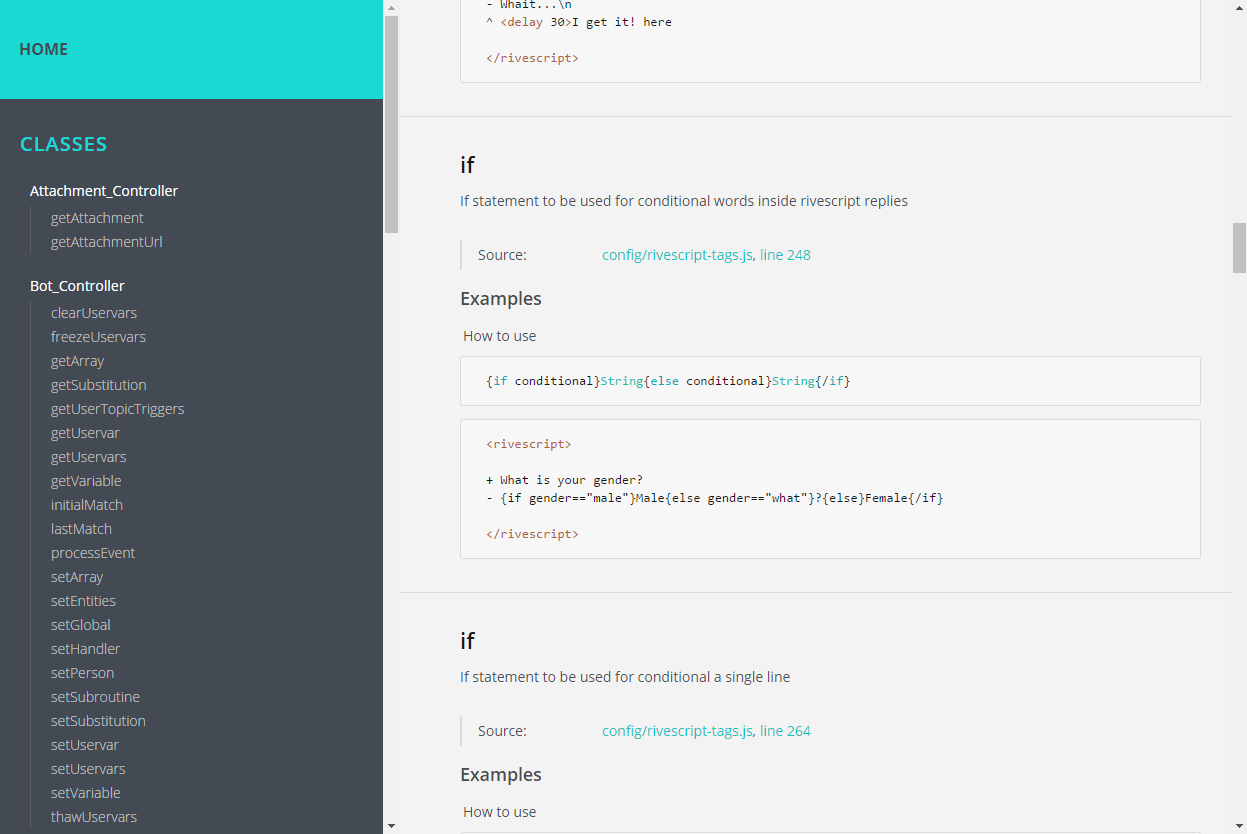 HOME
CLASSES
Attachment_Controller
getAttachment
getAttachmentUrl
Bot_Controller
clearUservars
freezeUservars
getArray
getSubstitution
getUserTopicTriggers
getUservar
getUservars
getVariable
initialMatch
lastMatch
processEvent
setArray
setEntities
setGlobal
setHandler
setPerson
setSubroutine
setSubstitution
setUservar
setUservars
setVariable
thawUservars
- Whait...\n
^ <delay 30>I get it! here
</rivescript>
if
If statement to be used for conditional words inside rivescript replies
Source: config/rivescript-tags.js, line 248
Examples
How to use
{if conditional}String{else conditional}String{/if}
<rivescript>
+ What is your gender?
- {if gender=="male"}Male{else gender=="what"}?{else}Female{/if}
</rivescript>
if
If statement to be used for conditional a single line
Source: config/rivescript-tags.js, line 264
Examples
How to use